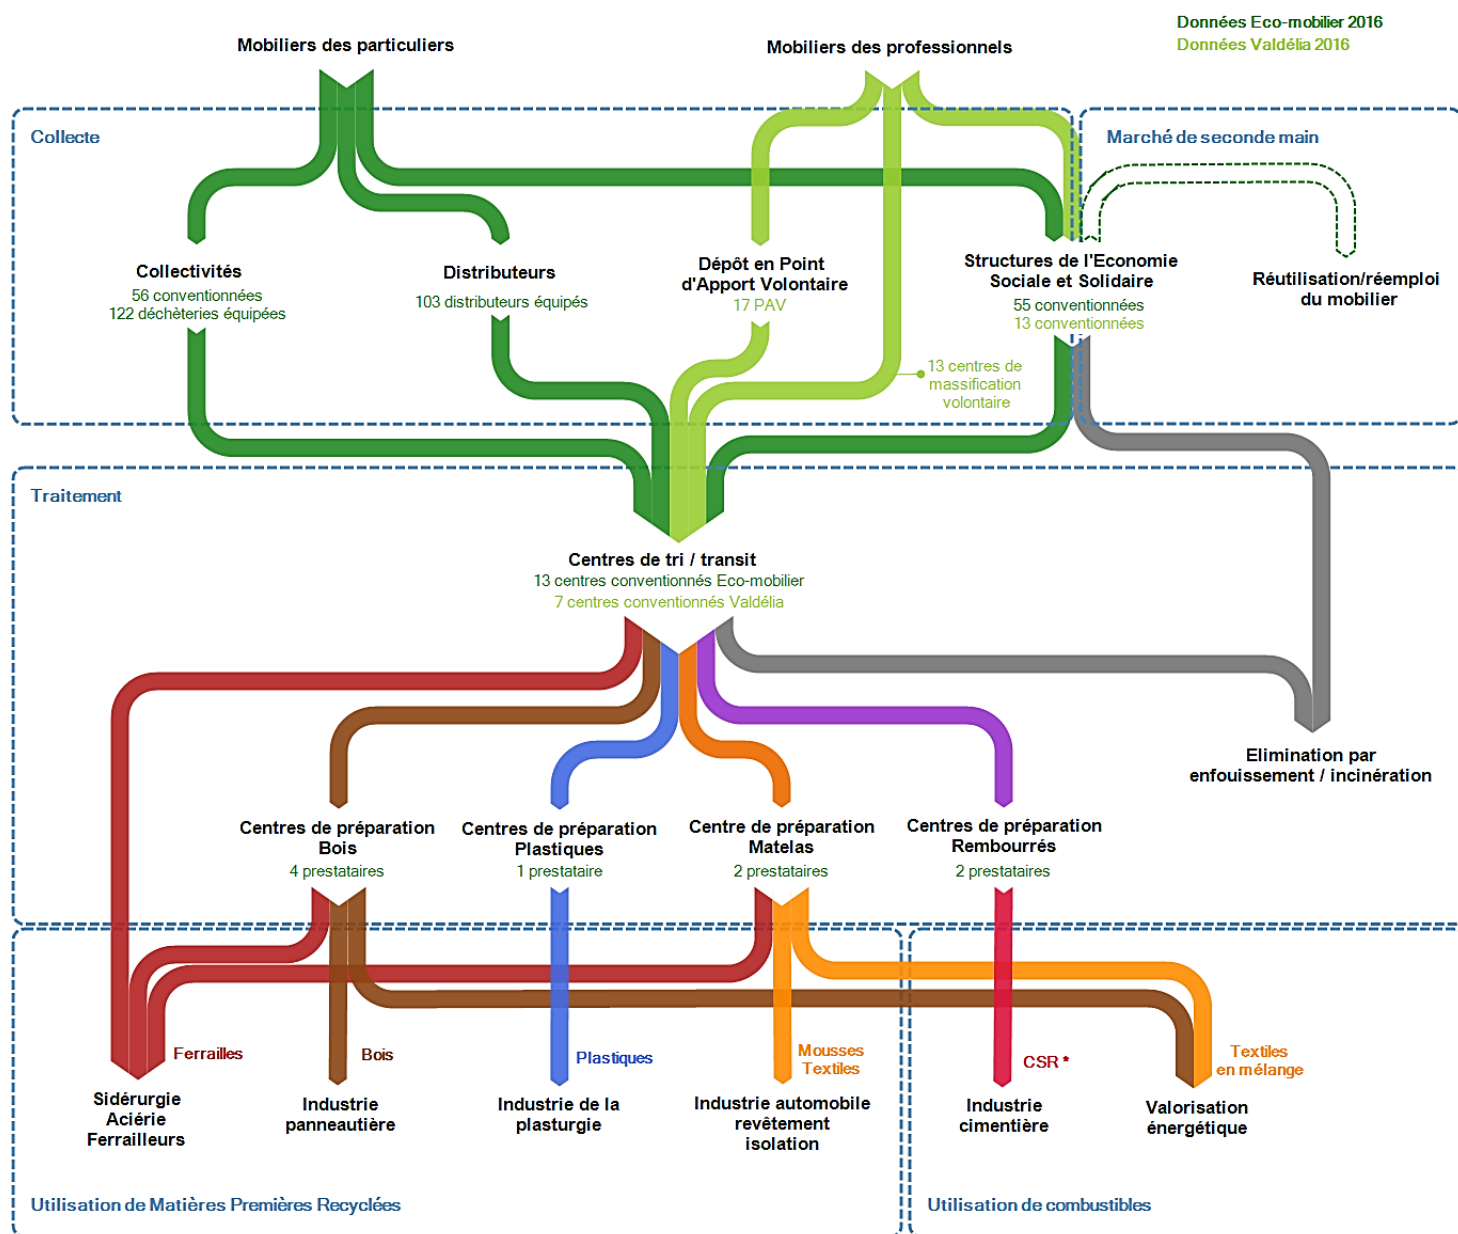 Données Eco-mobilier 2016
Données Valdélia 2016
Mobiliers des particuliers
Mobiliers des professionnels
Collecte
Marché de seconde main
Collectivités
56 conventionnées
122 déchèteries équipées
Distributeurs
103 distributeurs équipés
Dépôt en Point
d'Apport Volontaire
17 PAV
Structures de l'Economie
Sociale et Solidaire
55 conventionnées
13 conventionnées
Réutilisation/réemploi
du mobilier
13 centres de
massification
volontaire
Traitement
Centres de tri / transit
13 centres conventionnés Eco-mobilier
7 centres conventionnés Valdélia
Elimination par
enfouissement / incinération
Centres de préparation
Bois
4 prestataires
Centres de préparation
Plastiques
1 prestataire
Centre de préparation
Matelas
2 prestataires
Centres de préparation
Rembourrés
2 prestataires
Ferrailles
Bois
Plastiques
Mousses
Textiles
CSR *
Textiles
en mélange
Sidérurgie
Aciérie
Ferrailleurs
Industrie
panneautière
Industrie de la
plasturgie
Industrie automobile
revêtement
isolation
Industrie
cimentière
Valorisation
énergétique
Utilisation de Matières Premières Recyclées
Utilisation de combustibles